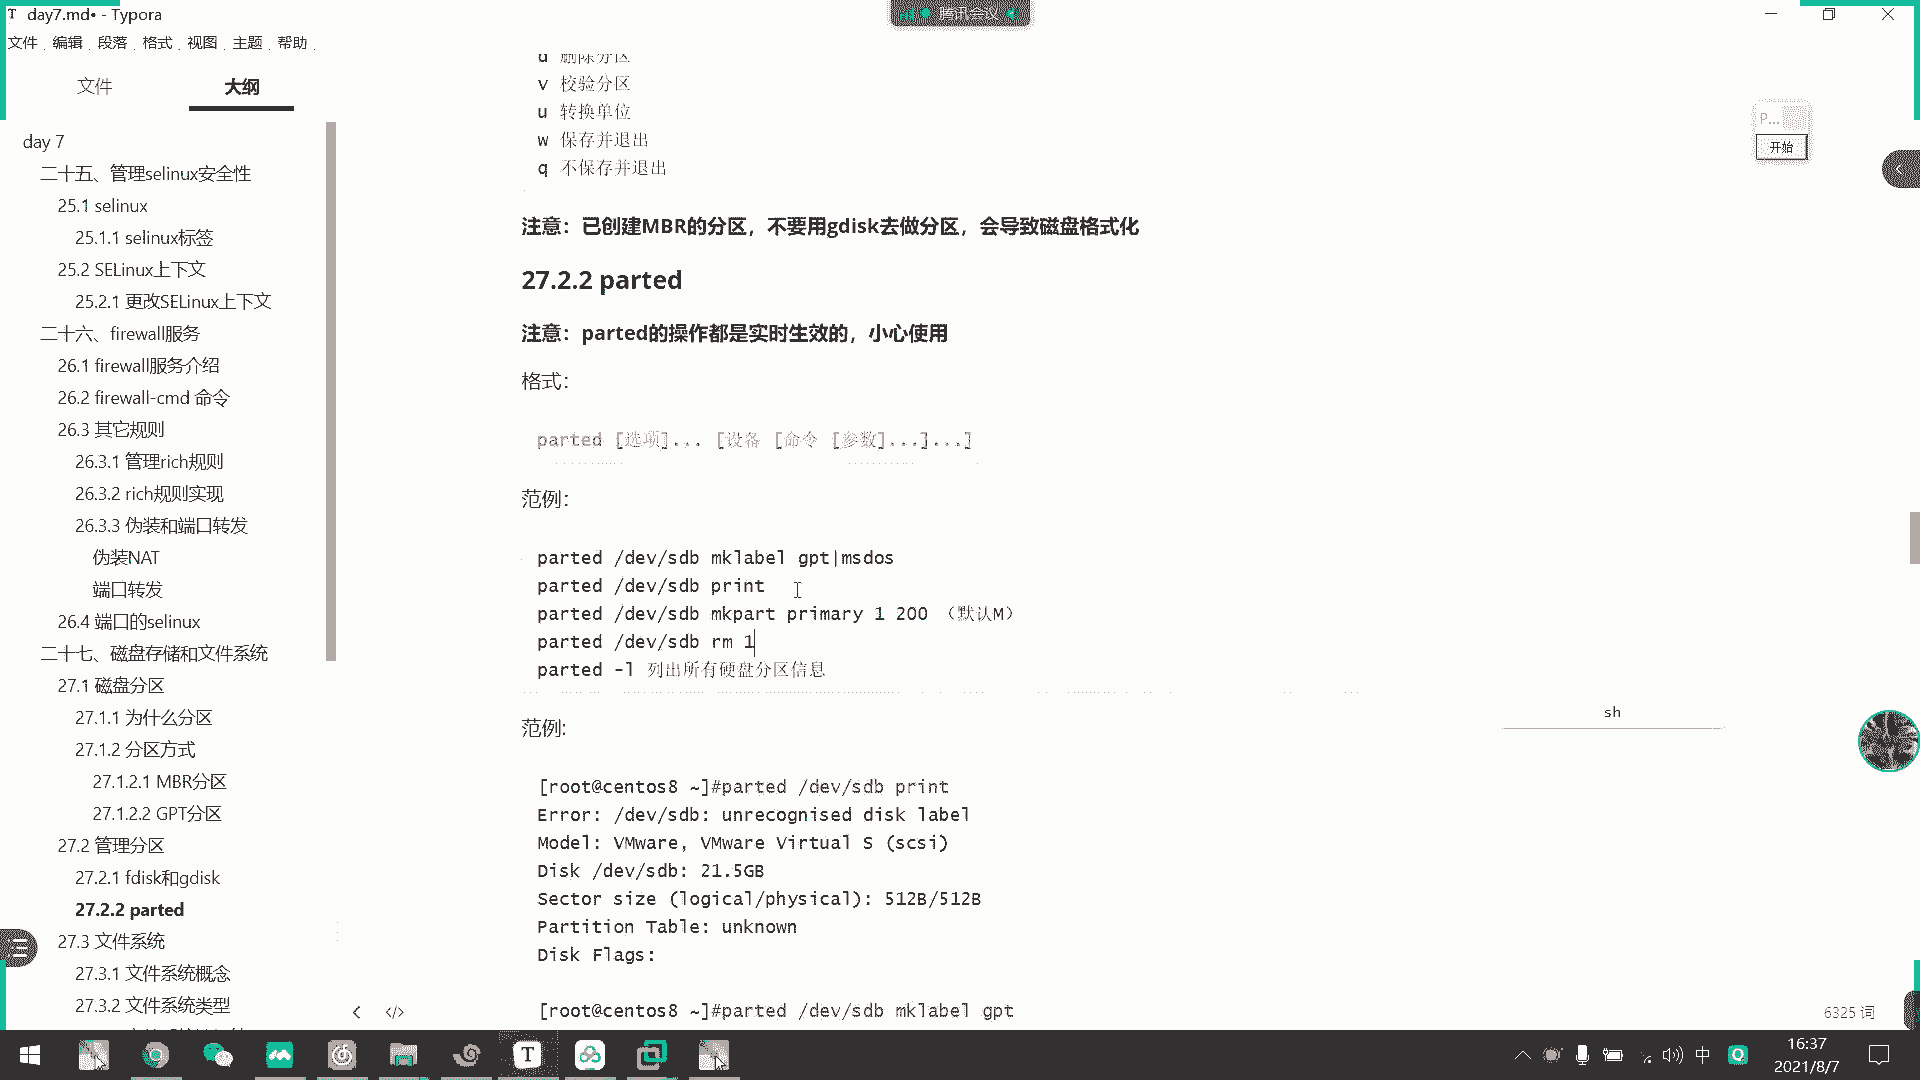 day7.md• - Typora
腾讯会议
文件 编辑 段落 格式 视图 主题 帮助
文件
大纲
day 7
二十五、管理selinux安全性
25.1 selinux
25.1.1 selinux标签
25.2 SELinux上下文
25.2.1 更改SELinux上下文
二十六、firewall服务
26.1 firewall服务介绍
26.2 firewall-cmd 命令
26.3 其它规则
26.3.1 管理rich规则
26.3.2 rich规则实现
26.3.3 伪装和端口转发
伪装NAT
端口转发
26.4 端口的selinux
二十七、磁盘存储和文件系统
27.1 磁盘分区
27.1.1 为什么分区
27.1.2 分区方式
27.1.2.1 MBR分区
27.1.2.2 GPT分区
27.2 管理分区
27.2.1 fdisk和gdisk
27.2.2 parted
27.3 文件系统
27.3.1 文件系统概念
27.3.2 文件系统类型
d 删除分区
v 校验分区
u 转换单位
w 保存并退出
q 不保存并退出
注意：已创建MBR的分区，不要用gdisk去做分区，会导致磁盘格式化
27.2.2 parted
注意：parted的操作都是实时生效的，小心使用
格式：
parted [选项]... [设备 [命令 [参数]...]...]
范例：
parted /dev/sdb mklabel gpt|msdos
parted /dev/sdb print
parted /dev/sdb mkpart primary 1 200 （默认M）
parted /dev/sdb rm 1
parted -l 列出所有硬盘分区信息
sh
范例:
[root@centos8 ~]#parted /dev/sdb print
Error: /dev/sdb: unrecognised disk label
Model: VMware, VMware Virtual S (scsi)
Disk /dev/sdb: 21.5GB
Sector size (logical/physical): 512B/512B
Partition Table: unknown
Disk Flags:
[root@centos8 ~]#parted /dev/sdb mklabel gpt
P...
开始
6325 词
中
16:37
2021/8/7